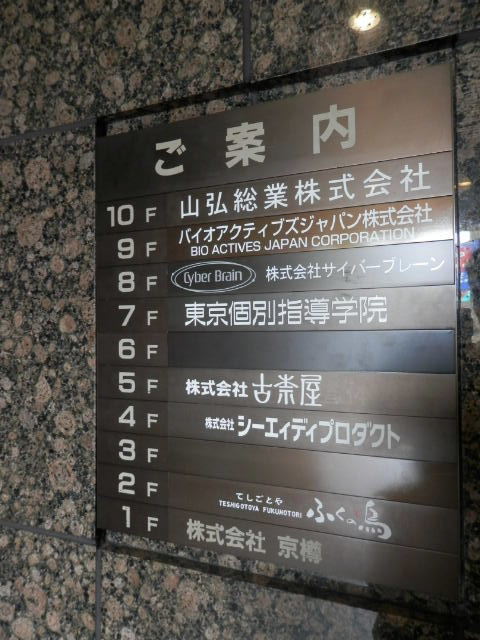 ご案内
10F 山弘総業株式会社
9F バイオアクティブズジャパン株式会社
BIO ACTIVES JAPAN CORPORATION
8F Cyber Brain 株式会社サイバーブレーン
7F 東京個別指導学院
6F
5F 株式会社 古奈屋
4F 株式会社 シーエィディプロダクト
3F
2F てしごとや
TESHIGOTOYA FUKUNOTORI ふくの鳥
1F 株式会社 京樽